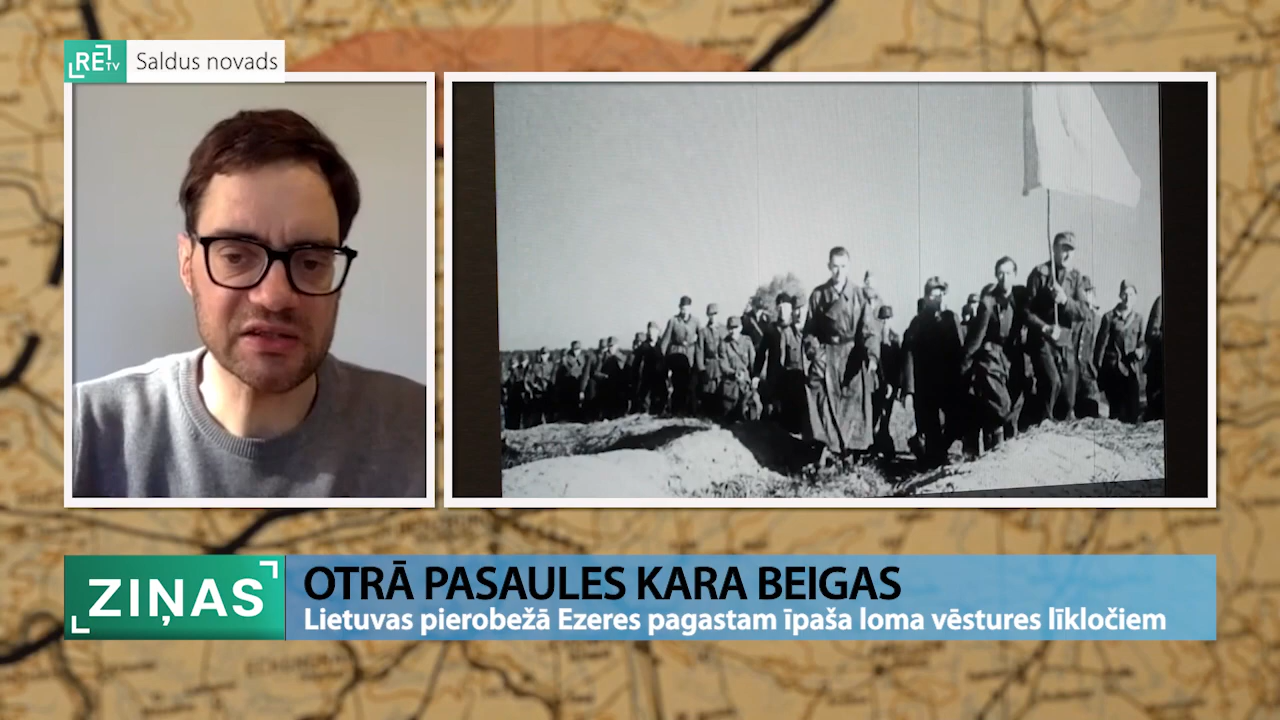 RE TV
Saldus novads
ZIŅAS
OTRĀ PASAULES KARA BEIGAS
Lietuvas pierobežā Ezeres pagastam īpaša loma vēstures līkločiem